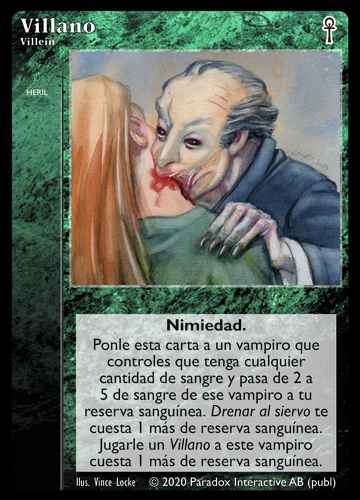 Villano
Villein
HERIL
Nimiedad.
Ponle esta carta a un vampiro que
controles que tenga cualquier
cantidad de sangre y pasa de 2 a
5 de sangre de ese vampiro a tu
reserva sanguínea. Drenar al siervo te
cuesta 1 más de reserva sanguínea.
Jugarle un Villano a este vampiro
cuesta 1 más de reserva sanguínea.
Ilus. Vince Locke © 2020 Paradox Interactive AB (publ)